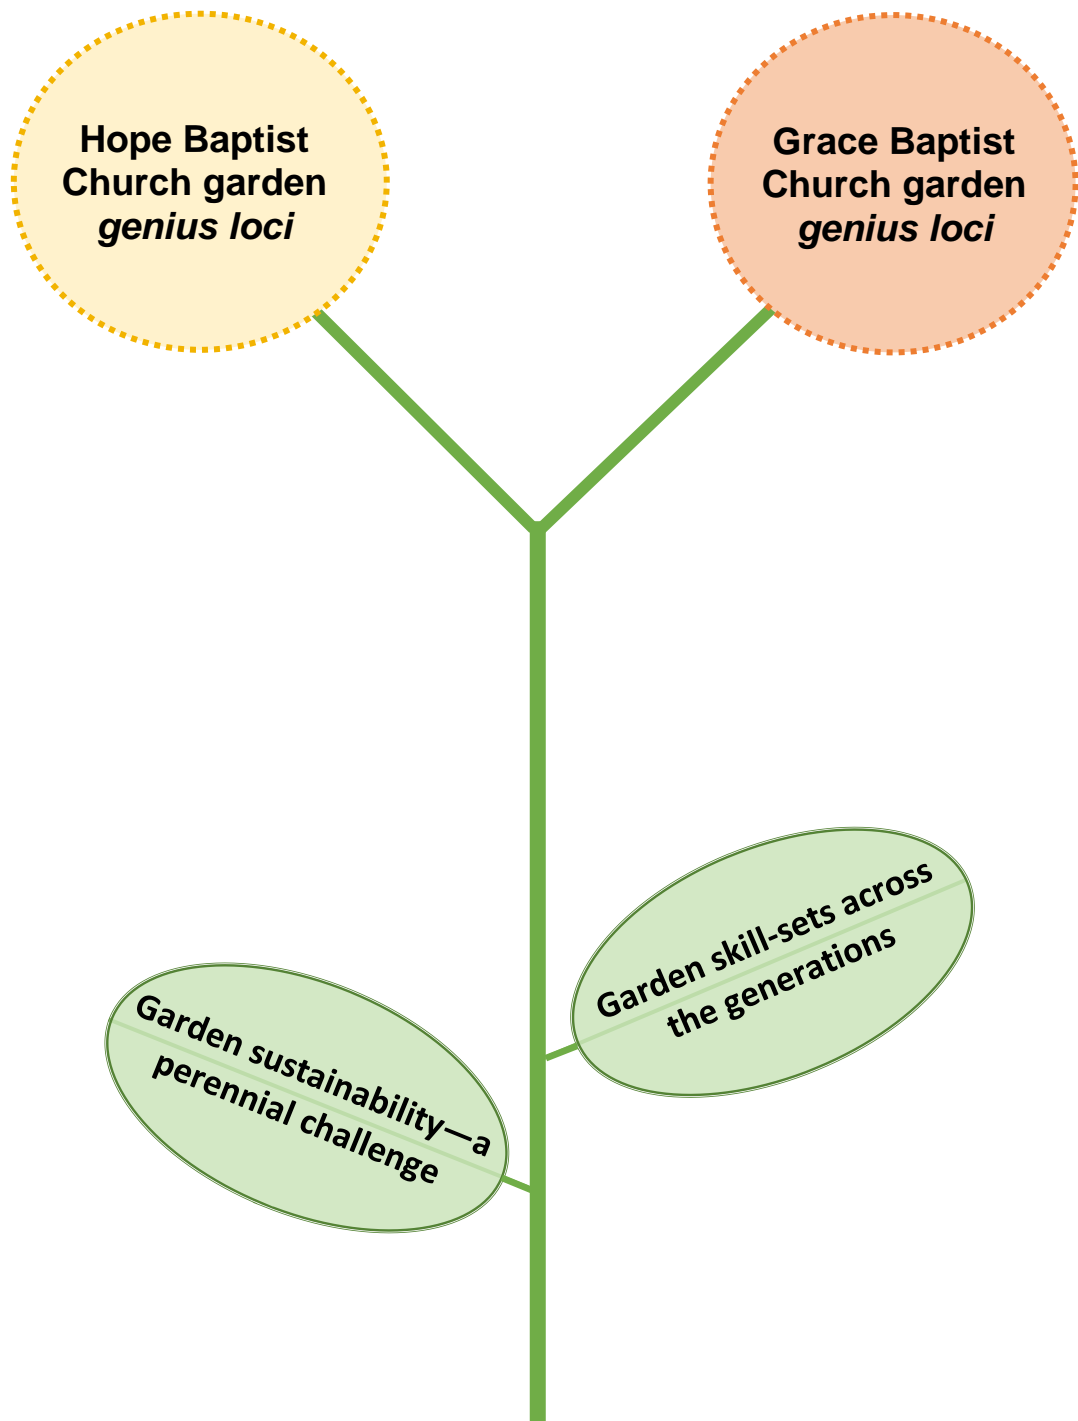 Hope Baptist
Church garden
genius loci
Grace Baptist
Church garden
genius loci
Garden skill-sets across
the generations
Garden sustainability—a
perennial challenge